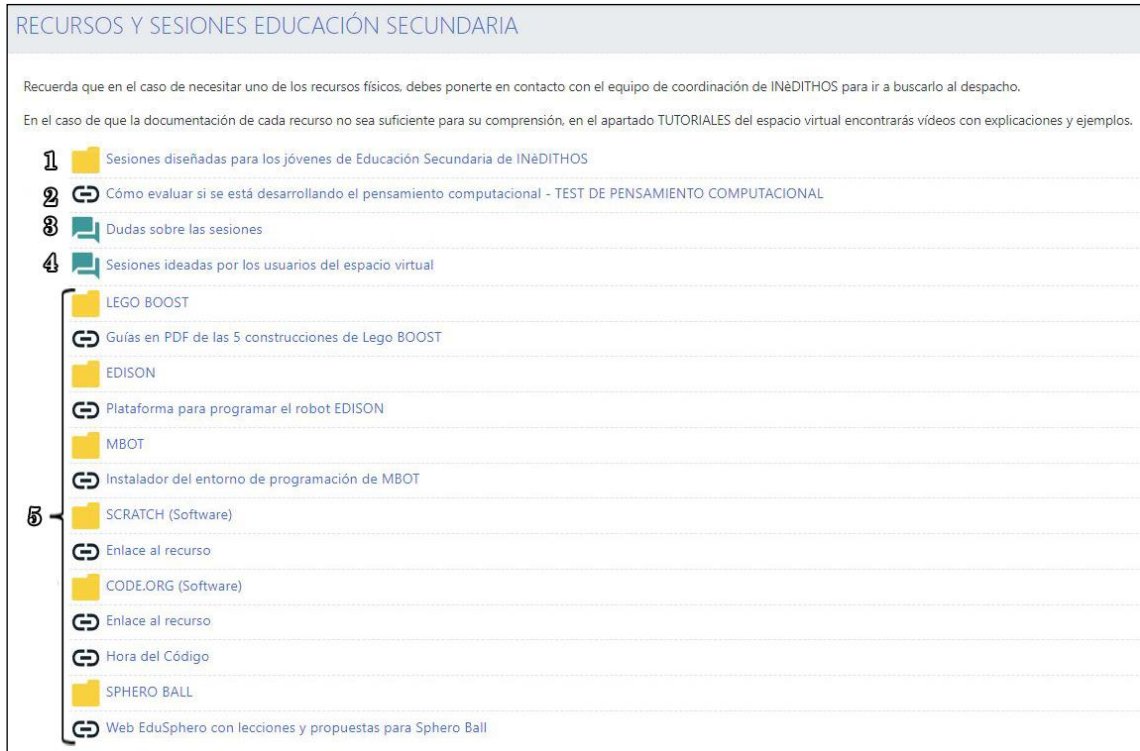 RECURSOS Y SESIONES EDUCACIÓN SECUNDARIA
Recuerda que en el caso de necesitar uno de los recursos físicos, debes ponerte en contacto con el equipo de coordinación de INèDITHOS para ir a buscarlo al despacho.
En el caso de que la documentación de cada recurso no sea suficiente para su comprensión, en el apartado TUTORIALES del espacio virtual encontrarás vídeos con explicaciones y ejemplos.
1 Sesiones diseñadas para los jóvenes de Educación Secundaria de INèDITHOS
2 Cómo evaluar si se está desarrollando el pensamiento computacional - TEST DE PENSAMIENTO COMPUTACIONAL
3 Dudas sobre las sesiones
4 Sesiones ideadas por los usuarios del espacio virtual
LEGO BOOST
Guías en PDF de las 5 construcciones de Lego BOOST
EDISON
Plataforma para programar el robot EDISON
MBOT
Instalador del entorno de programación de MBOT
5 SCRATCH (Software)
Enlace al recurso
CODE.ORG (Software)
Enlace al recurso
Hora del Código
SPHERO BALL
Web EduSphero con lecciones y propuestas para Sphero Ball